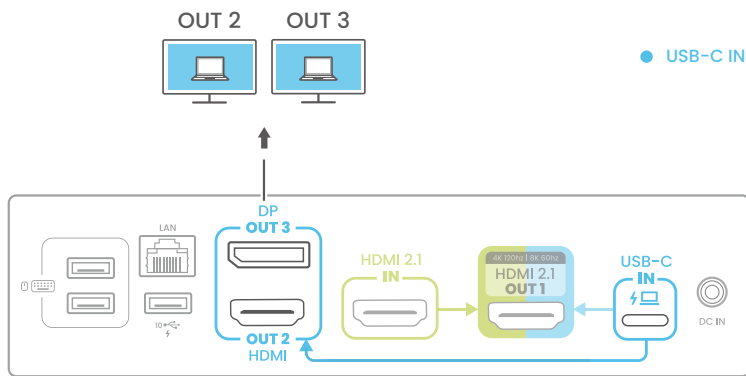 OUT 2
OUT 3
USB-C IN
DP
OUT 3
LAN
HDMI 2.1
IN
4K 120hz | 8K 60hz
HDMI 2.1
OUT 1
USB-C
IN
10
DC IN
OUT 2
HDMI